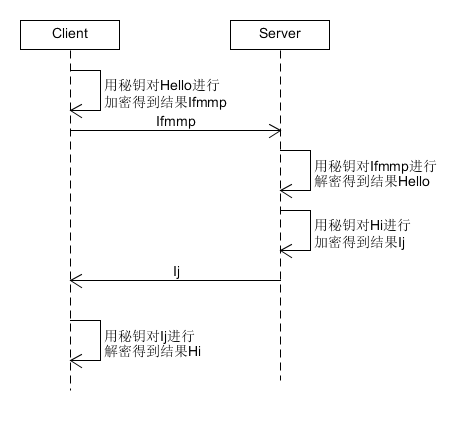 Client
Server
用秘钥对Hello进行
加密得到结果Ifmmp
Ifmmp
用秘钥对Ifmmp进行
解密得到结果Hello
用秘钥对Hi进行
加密得到结果Ij
Ij
用秘钥对Ij进行
解密得到结果Hi